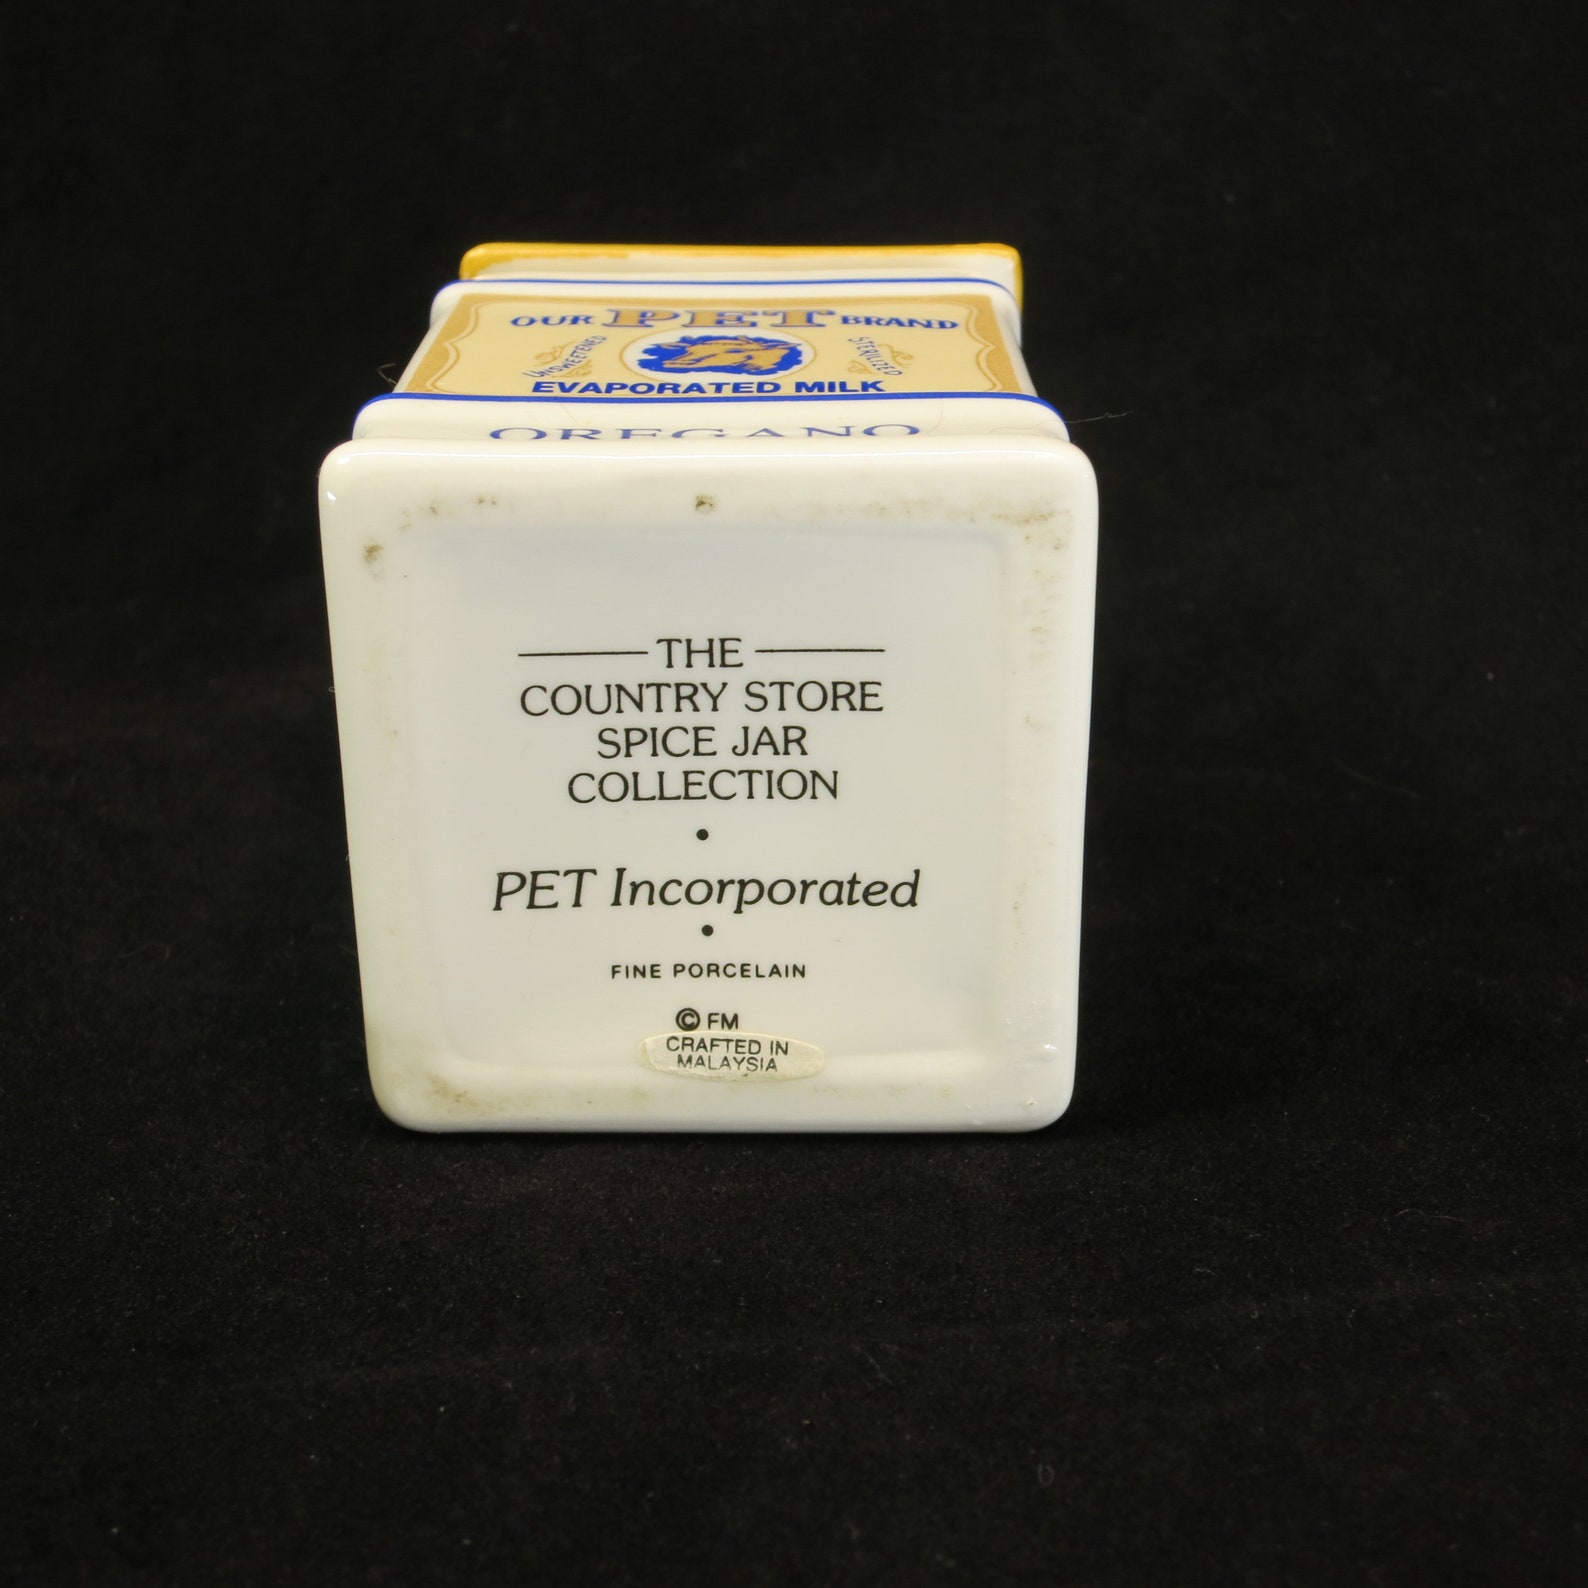 OUR PET BRAND
UNSWEETENED
STERILIZED
EVAPORATED MILK
OREGANO
THE
COUNTRY STORE
SPICE JAR
COLLECTION
•
PET Incorporated
•
FINE PORCELAIN
© FM
CRAFTED IN
MALAYSIA